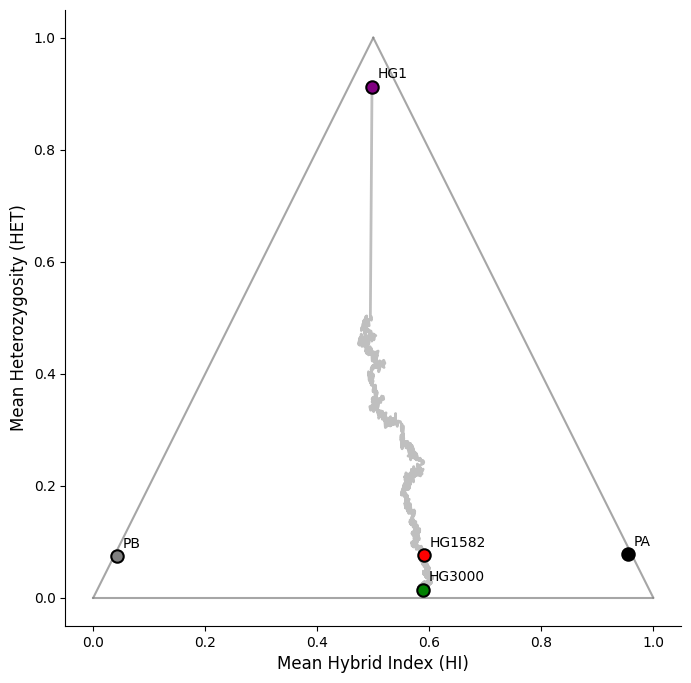 1.0
0.8
0.6
0.4
0.2
0.0
Mean Heterozygosity (HET)
HG1
PB
HG1582
HG3000
PA
0.0 0.2 0.4 0.6 0.8 1.0
Mean Hybrid Index (HI)